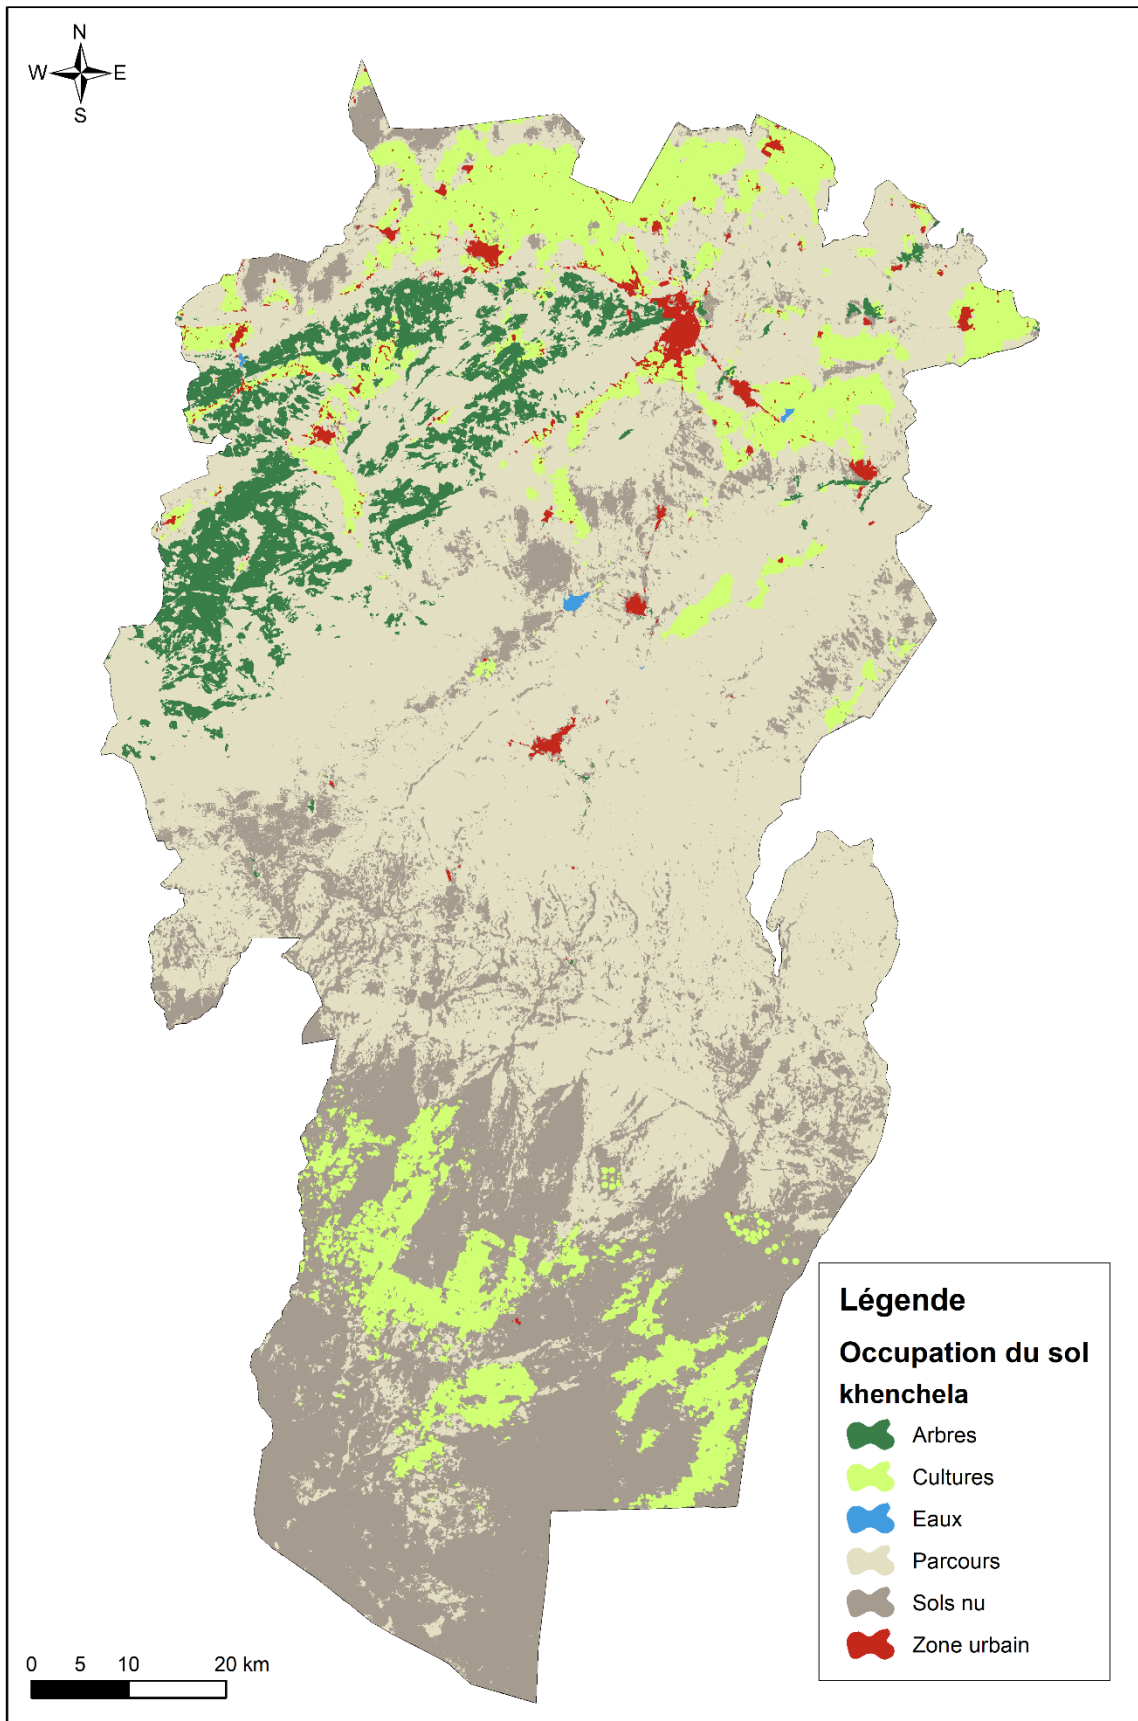 N
W E
S
Légende
Occupation du sol
khenchela
Arbres
Cultures
Eaux
Parcours
Sols nu
Zone urbain
0 5 10 20 km